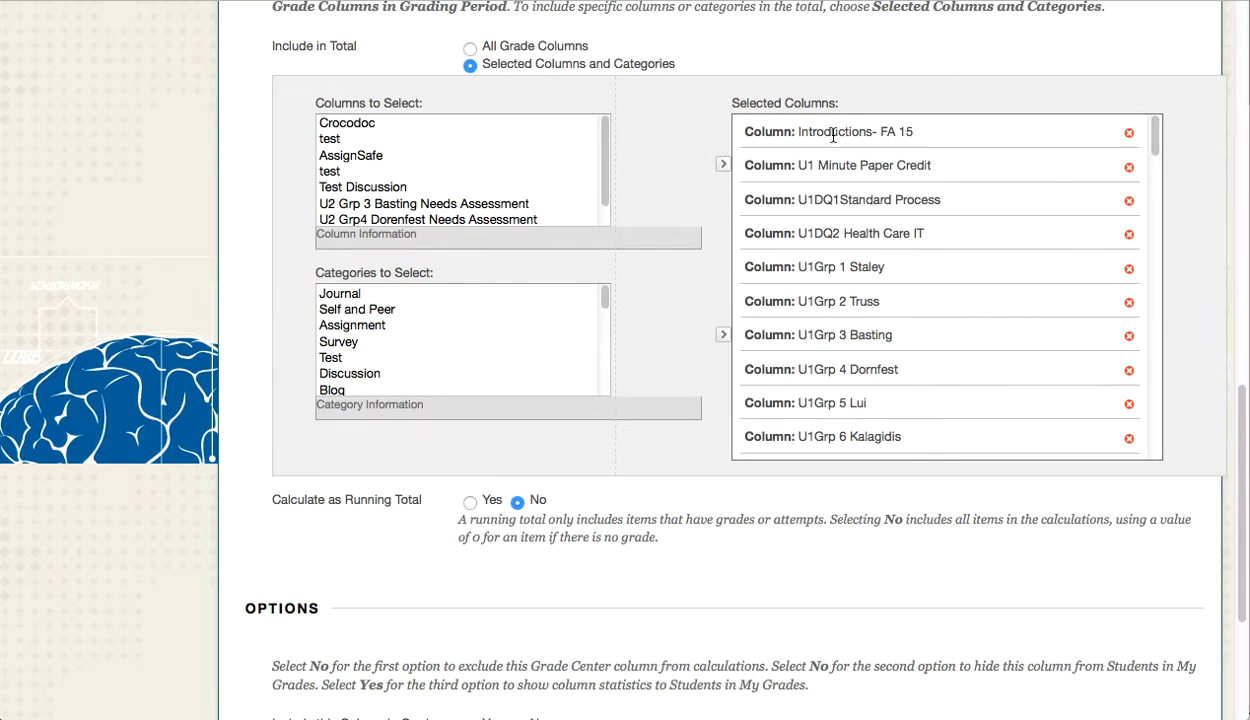 Grade Columns in Grading Period. To include specific columns or categories in the total, choose Selected Columns and Categories.
Include in Total
All Grade Columns
Selected Columns and Categories
Columns to Select:
Crocodoc
test
AssignSafe
test
Test Discussion
U2 Grp 3 Basting Needs Assessment
U2 Grp4 Dorenfest Needs Assessment
Column Information
Categories to Select:
Journal
Self and Peer
Assignment
Survey
Test
Discussion
Blog
Category Information
Selected Columns:
Column: Introductions- FA 15
Column: U1 Minute Paper Credit
Column: U1DQ1Standard Process
Column: U1DQ2 Health Care IT
Column: U1Grp 1 Staley
Column: U1Grp 2 Truss
Column: U1Grp 3 Basting
Column: U1Grp 4 Dornfest
Column: U1Grp 5 Lui
Column: U1Grp 6 Kalagidis
LOBE
Calculate as Running Total
Yes No
A running total only includes items that have grades or attempts. Selecting No includes all items in the calculations, using a value
of 0 for an item if there is no grade.
OPTIONS
Select No for the first option to exclude this Grade Center column from calculations. Select No for the second option to hide this column from Students in My
Grades. Select Yes for the third option to show column statistics to Students in My Grades.